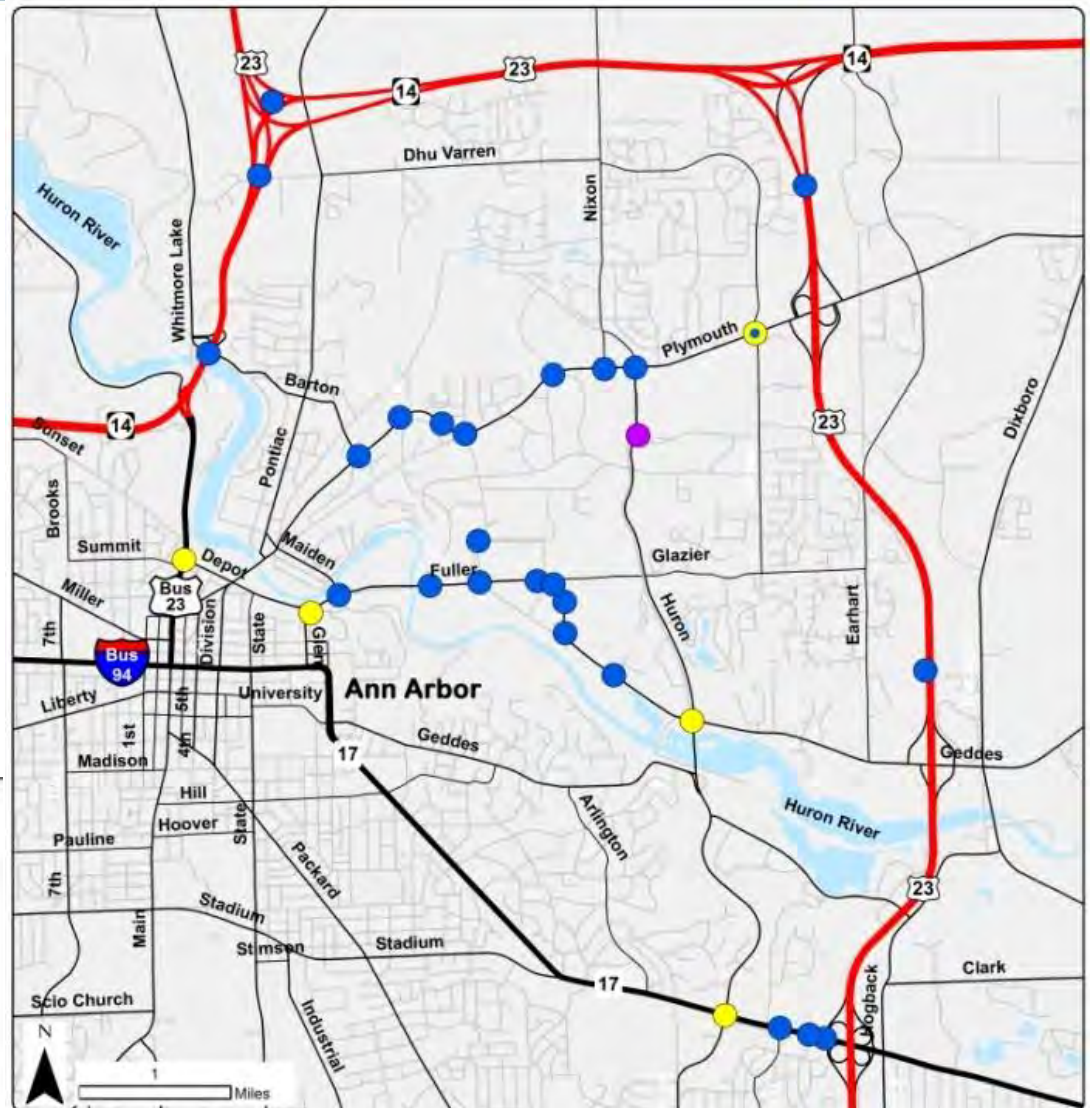 23
14
23
14
Dhu Varren
Huron River
Nixon
Whitmore Lake
Plymouth
Barton
14
23
Dixboro
Sunset
Pontiac
Brooks
Summit
Depot
Maiden
Fuller
Glazier
Miller
Bus
23
Division
State
Glen
Huron
Earhart
7th
Bus
94
Liberty
University
Ann Arbor
5th
1st
4th
Madison
17
Geddes
Geddes
Hill
Hoover
State
Arlington
Huron River
Pauline
Packard
7th
23
Stadium
Main
Stimson
Stadium
Clark
17
Hogback
Scio Church
Industrial
N
1
Miles